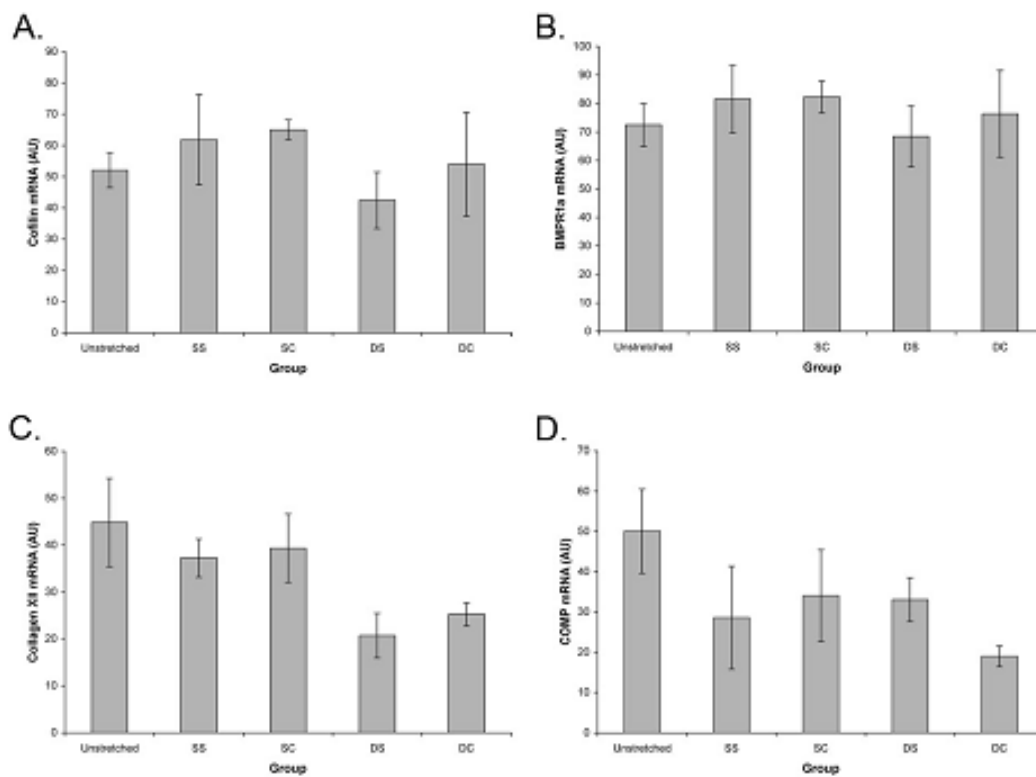 A.
Cofilin mRNA (AU)
90
80
70
60
50
40
30
20
10
0
Unstretched SS SC DS DC
Group
B.
BMPR1a mRNA (AU)
100
90
80
70
60
50
40
30
20
10
0
Unstretched SS SC DS DC
Group
C.
Collagen XII mRNA (AU)
60
50
40
30
20
10
0
Unstretched SS SC DS DC
Group
D.
COMP mRNA (AU)
70
60
50
40
30
20
10
0
Unstretched SS SC DS DC
Group